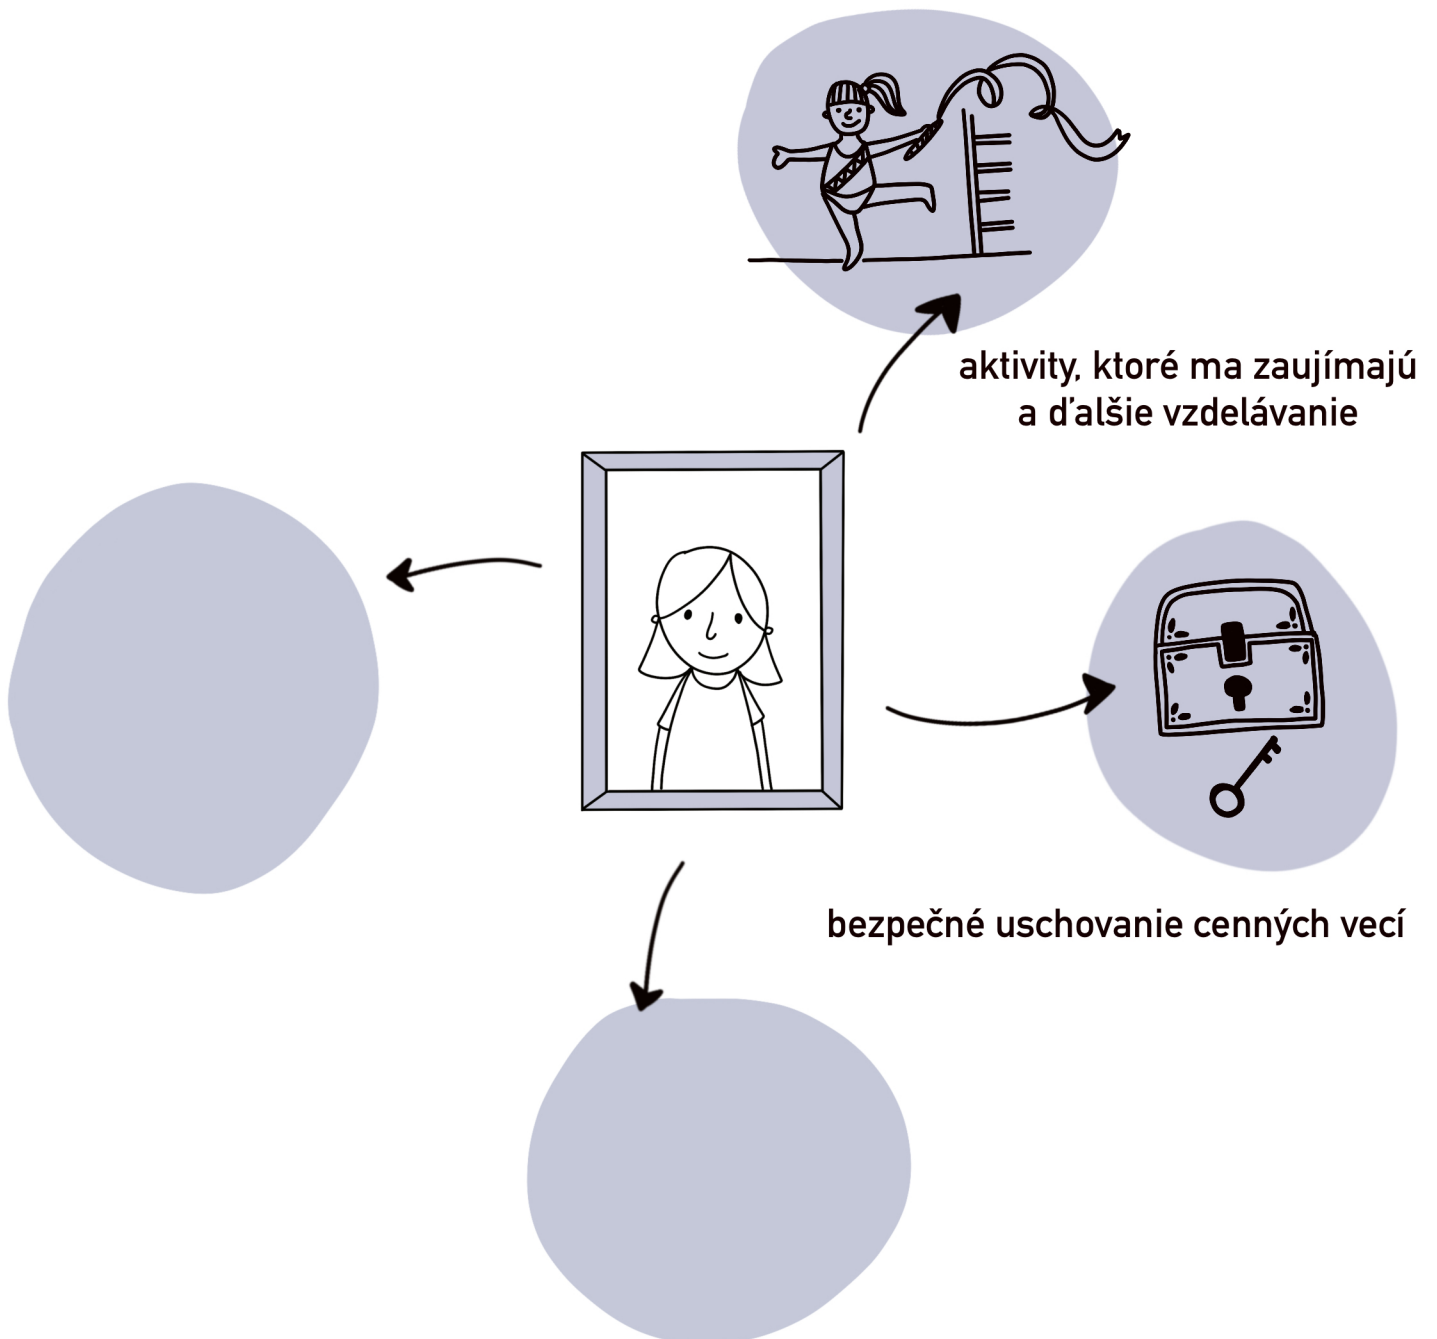 aktivity, ktoré ma zaujímajú
a ďalšie vzdelávanie
bezpečné uschovanie cenných vecí